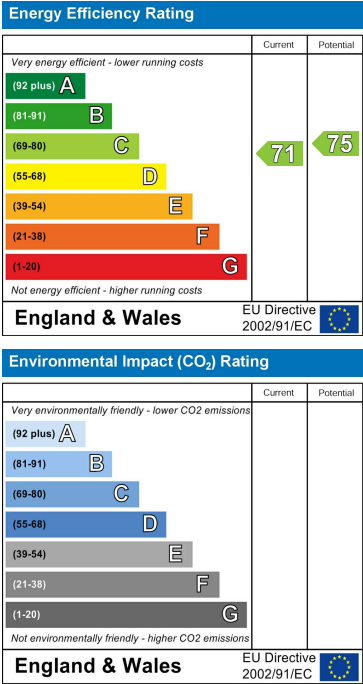 Energy Efficiency Rating
Current Potential
Very energy efficient - lower running costs
(92 plus) A
(81-91) B
(69-80) C
(55-68) D
(39-54) E
(21-38) F
(1-20) G
71
75
Not energy efficient - higher running costs
England & Wales
EU Directive
2002/91/EC
Environmental Impact (CO₂) Rating
Current Potential
Very environmentally friendly - lower CO2 emissions
(92 plus) A
(81-91) B
(69-80) C
(55-68) D
(39-54) E
(21-38) F
(1-20) G
Not environmentally friendly - higher CO2 emissions
England & Wales
EU Directive
2002/91/EC